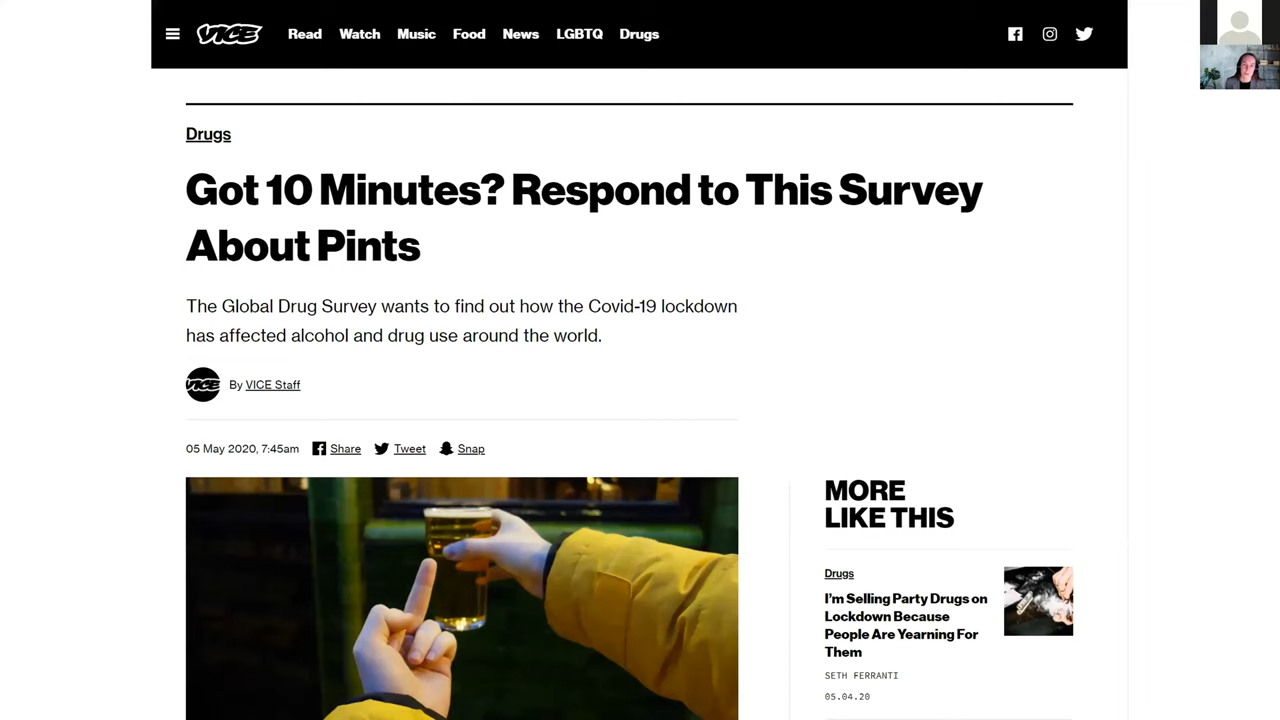 VICE
Read Watch Music Food News LGBTQ Drugs
Drugs
Got 10 Minutes? Respond to This Survey
About Pints
The Global Drug Survey wants to find out how the Covid-19 lockdown
has affected alcohol and drug use around the world.
VICE
By VICE Staff
05 May 2020, 7:45am Share Tweet Snap
MORE
LIKE THIS
Drugs
I'm Selling Party Drugs on
Lockdown Because
People Are Yearning For
Them
SETH FERRANTI
05.04.20